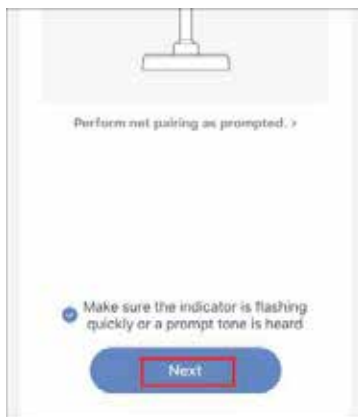 Perform net pairing as prompted. >
Make sure the indicator is flashing
quickly or a prompt tone is heard
Next